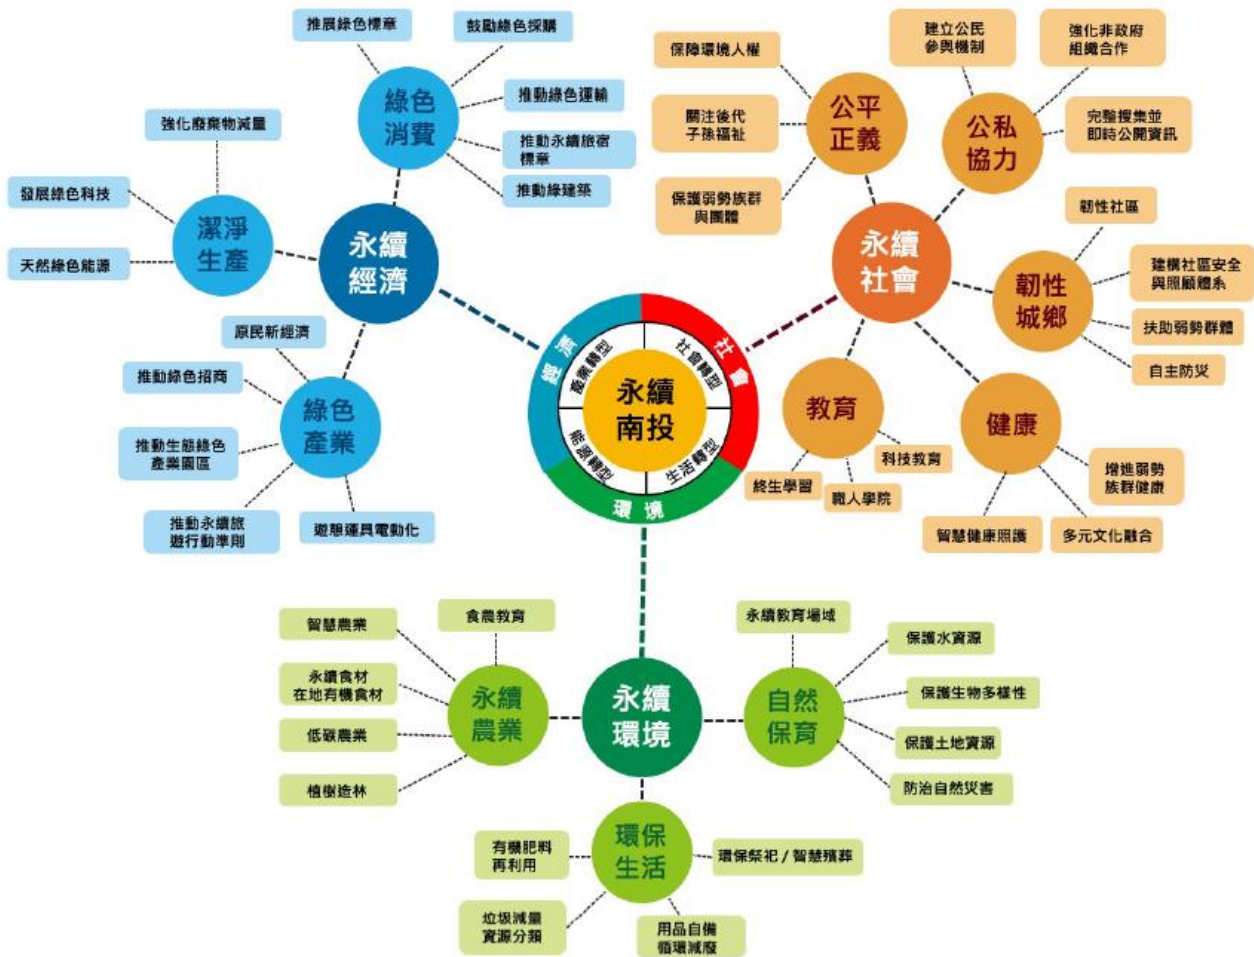 推展綠色標章
鼓勵綠色採購
綠色
消費
推動綠色運輸
推動永續旅宿
標章
推動綠建築
強化廢棄物減量
發展綠色科技
天然綠色能源
潔淨
生產
永續
經濟
原民新經濟
推動綠色招商
推動生態綠色
產業園區
推動永續旅
遊行動準則
遊憩運具電動化
綠色
產業
保障環境人權
關注後代
子孫福祉
保護弱勢族群
與團體
公平
正義
建立公民
參與機制
強化非政府
組織合作
完整搜集並
即時公開資訊
公私
協力
永續
社會
韌性社區
建構社區安全
與照顧體系
扶助弱勢群體
自主防災
韌性
城鄉
教育
科技教育
終生學習
職人學院
健康
增進弱勢
族群健康
智慧健康照護
多元文化融合
經濟
社會
環境
產業轉型
社會轉型
能源轉型
生活轉型
永續
南投
智慧農業
食農教育
永續食材
在地有機食材
低碳農業
植樹造林
永續
農業
永續
環境
永續教育場域
保護水資源
保護生物多樣性
保護土地資源
防治自然災害
自然
保育
環保
生活
有機肥料
再利用
環保祭祀 / 智慧殯葬
垃圾減量
資源分類
用品自備
循環減廢